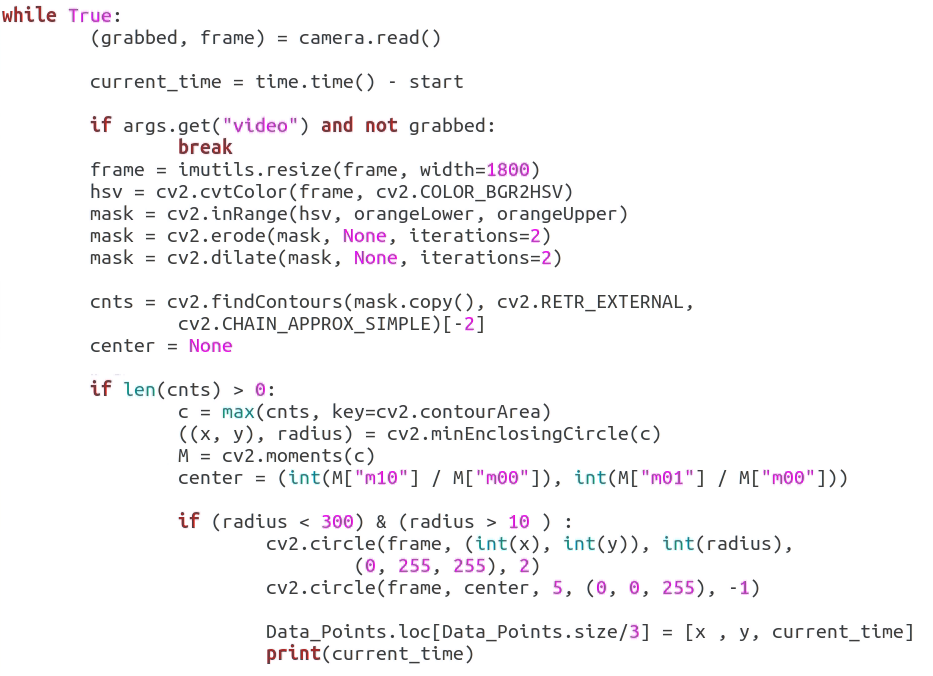 while True:
        (grabbed, frame) = camera.read()
        current_time = time.time() - start
        if args.get("video") and not grabbed:
                break
        frame = imutils.resize(frame, width=1800)
        hsv = cv2.cvtColor(frame, cv2.COLOR_BGR2HSV)
        mask = cv2.inRange(hsv, orangeLower, orangeUpper)
        mask = cv2.erode(mask, None, iterations=2)
        mask = cv2.dilate(mask, None, iterations=2)
        cnts = cv2.findContours(mask.copy(), cv2.RETR_EXTERNAL,
                cv2.CHAIN_APPROX_SIMPLE)[-2]
        center = None
        if len(cnts) > 0:
                c = max(cnts, key=cv2.contourArea)
                ((x, y), radius) = cv2.minEnclosingCircle(c)
                M = cv2.moments(c)
                center = (int(M["m10"] / M["m00"]), int(M["m01"] / M["m00"]))
                if (radius < 300) & (radius > 10 ) :
                        cv2.circle(frame, (int(x), int(y)), int(radius),
                                (0, 255, 255), 2)
                        cv2.circle(frame, center, 5, (0, 0, 255), -1)
                        Data_Points.loc[Data_Points.size/3] = [x , y, current_time]
                        print(current_time)